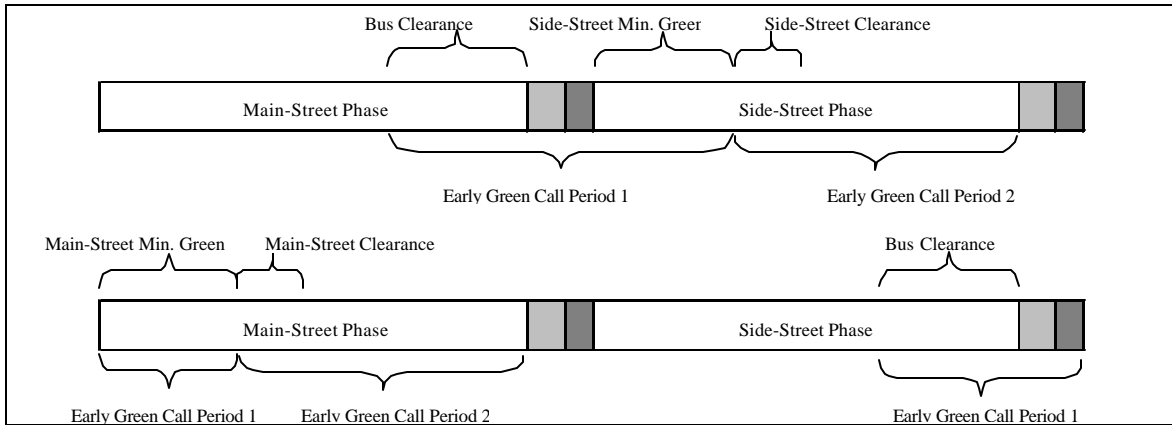 Bus Clearance Side-Street Min. Green Side-Street Clearance
Main-Street Phase Side-Street Phase
Early Green Call Period 1 Early Green Call Period 2
Main-Street Min. Green Main-Street Clearance Bus Clearance
Main-Street Phase Side-Street Phase
Early Green Call Period 1 Early Green Call Period 2 Early Green Call Period 1